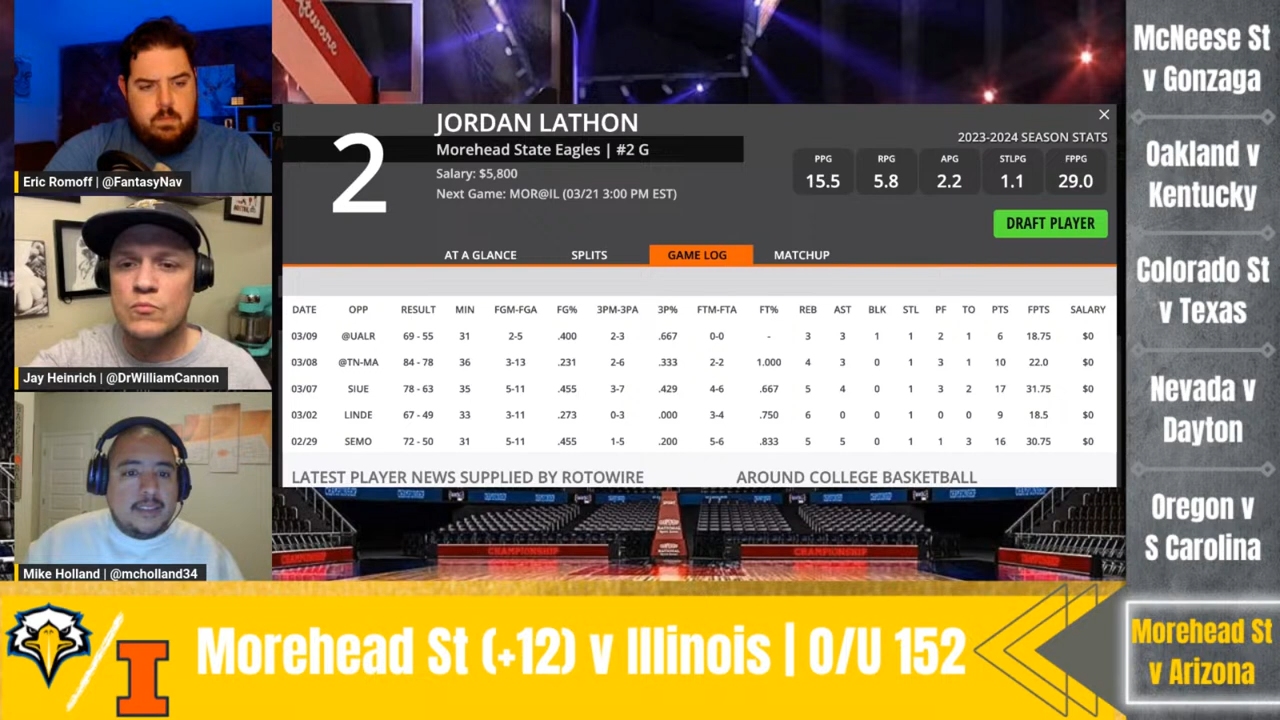 Eric Romoff | @FantasyNav
Jay Heinrich | @DrWilliamCannon
Mike Holland | @mcholland34
2
JORDAN LATHON
Morehead State Eagles | #2 G
Salary: $5,800
Next Game: MOR@IL (03/21 3:00 PM EST)
×
2023-2024 SEASON STATS
PPG RPG APG STLPG FPPG
15.5 5.8 2.2 1.1 29.0
DRAFT PLAYER
AT A GLANCE SPLITS GAME LOG MATCHUP
DATE OPP RESULT MIN FGM-FGA FG% 3PM-3PA 3P% FTM-FTA FT% REB AST BLK STL PF TO PTS FPTS SALARY
03/09 @UALR 69 - 55 31 2-5 .400 2-3 .667 0-0 - 3 3 1 1 2 1 6 18.75 $0
03/08 @TN-MA 84 - 78 36 3-13 .231 2-6 .333 2-2 1.000 4 3 0 1 3 1 10 22.0 $0
03/07 SIUE 78 - 63 35 5-11 .455 3-7 .429 4-6 .667 5 4 0 1 3 2 17 31.75 $0
03/02 LINDE 67 - 49 33 3-11 .273 0-3 .000 3-4 .750 6 0 0 1 0 0 9 18.5 $0
02/29 SEMO 72 - 50 31 5-11 .455 1-5 .200 5-6 .833 5 5 0 1 1 3 16 30.75 $0
LATEST PLAYER NEWS SUPPLIED BY ROTOWIRE AROUND COLLEGE BASKETBALL
CHAMPIONSHIP
CHAMPIONSHIP
McNeese St
v Gonzaga
Oakland v
Kentucky
Colorado St
v Texas
Nevada v
Dayton
Oregon v
S Carolina
Morehead St
v Arizona
I
Morehead St (+12) v Illinois | O/U 152